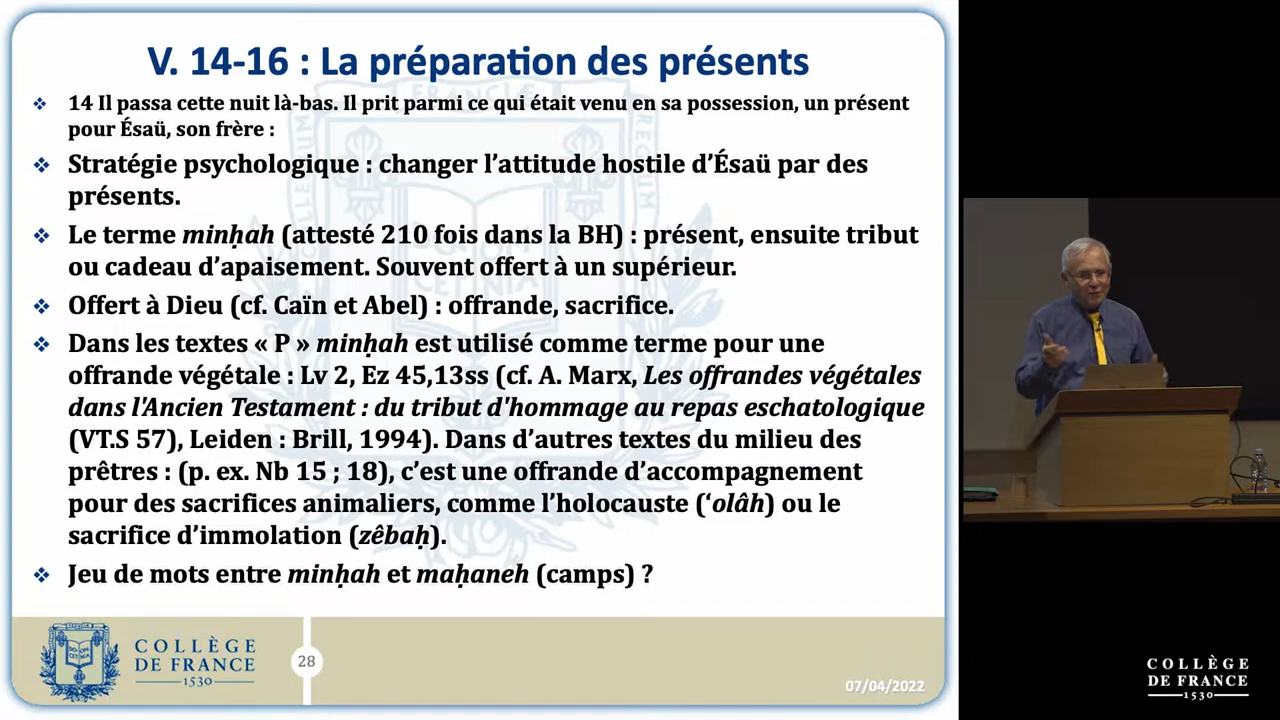 V. 14-16 : La préparation des présents
❖ 14 Il passa cette nuit là-bas. Il prit parmi ce qui était venu en sa possession, un présent
pour Ésaü, son frère :
❖ Stratégie psychologique : changer l’attitude hostile d’Ésaü par des
présents.
❖ Le terme minḥah (attesté 210 fois dans la BH) : présent, ensuite tribut
ou cadeau d’apaisement. Souvent offert à un supérieur.
❖ Offert à Dieu (cf. Caïn et Abel) : offrande, sacrifice.
❖ Dans les textes « P » minḥah est utilisé comme terme pour une
offrande végétale : Lv 2, Ez 45,13ss (cf. A. Marx, Les offrandes végétales
dans l'Ancien Testament : du tribut d'hommage au repas eschatologique
(VT.S 57), Leiden : Brill, 1994). Dans d’autres textes du milieu des
prêtres : (p. ex. Nb 15 ; 18), c’est une offrande d’accompagnement
pour des sacrifices animaliers, comme l’holocauste (‘olâh) ou le
sacrifice d’immolation (zêbaḥ).
❖ Jeu de mots entre minḥah et maḥaneh (camps) ?
COLLÈGE
DE FRANCE
1530
28
07/04/2022
COLLÈGE
DE FRANCE
1530